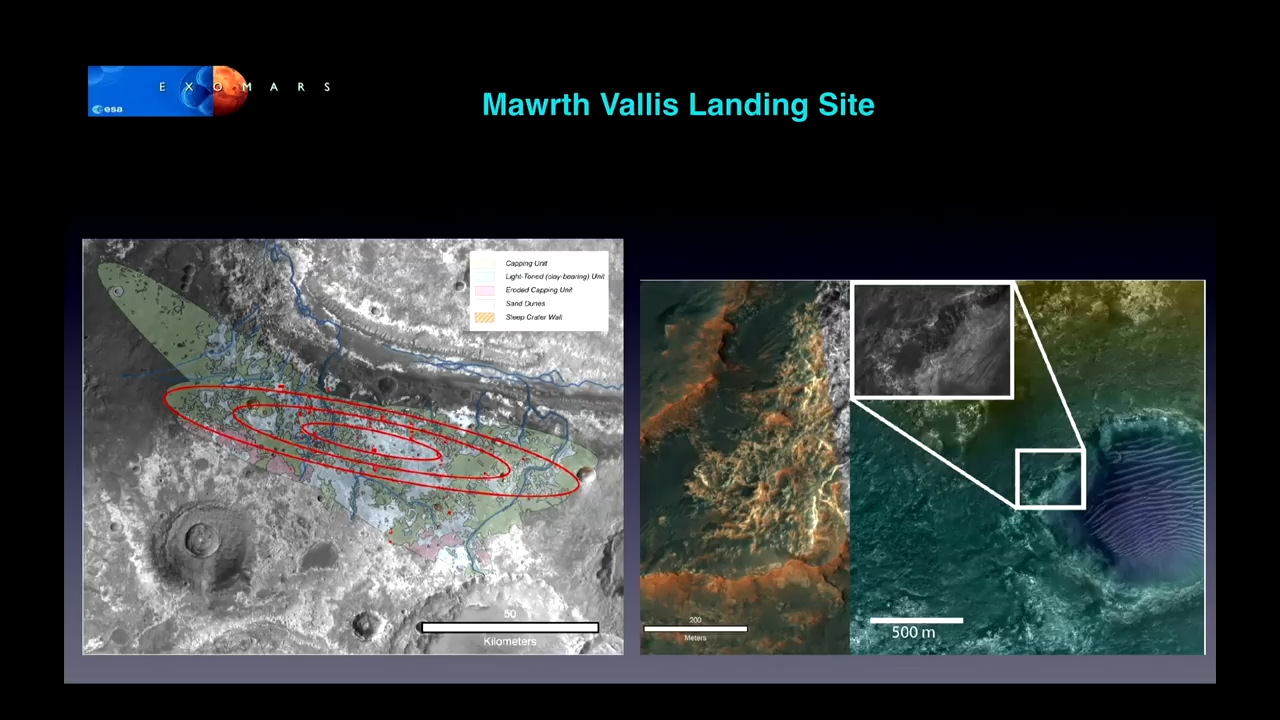 E X O M A R S
esa
Mawrth Vallis Landing Site
Capping Unit
Light-Toned (clay-bearing) Unit
Eroded Capping Unit
Sand Dunes
Steep Crater Wall
50
Kilometers
200
Meters
500 m